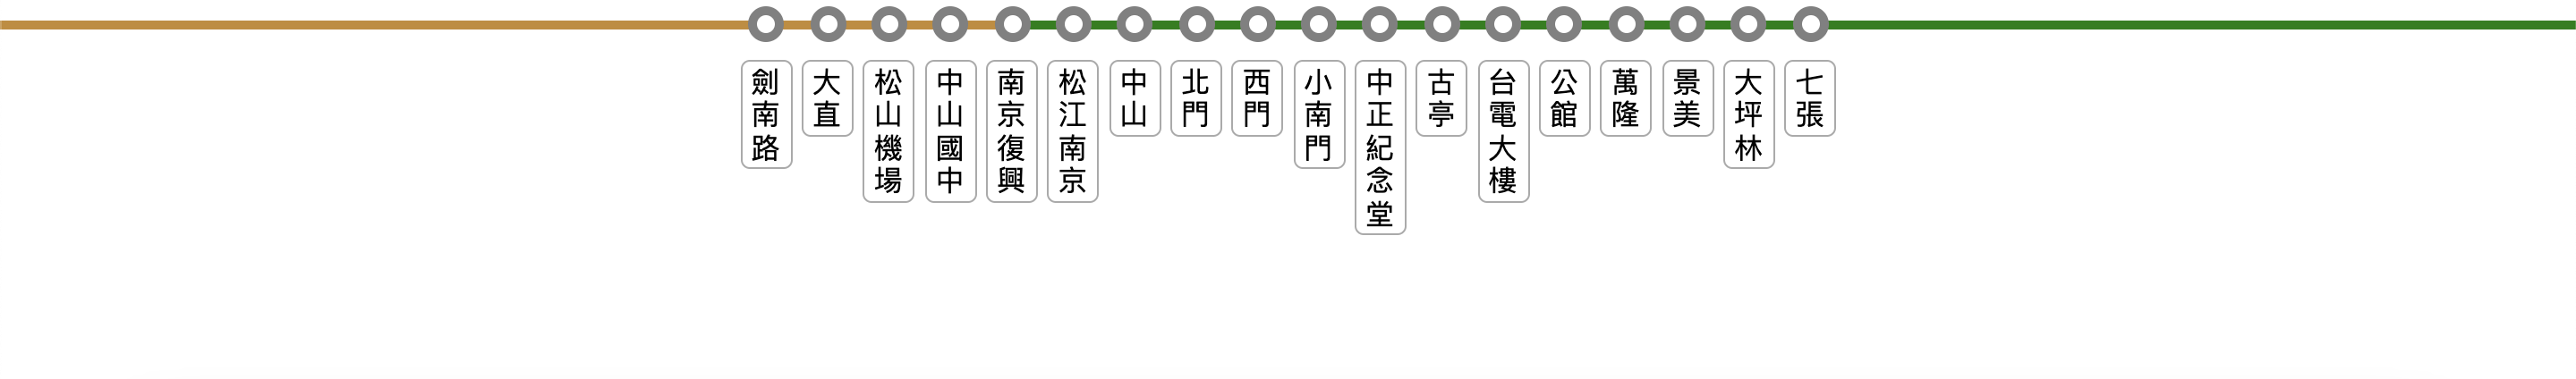 劍南路
大直
松山機場
中山國中
南京復興
松江南京
中山
北門
西門
小南門
中正紀念堂
古亭
台電大樓
公館
萬隆
景美
大坪林
七張